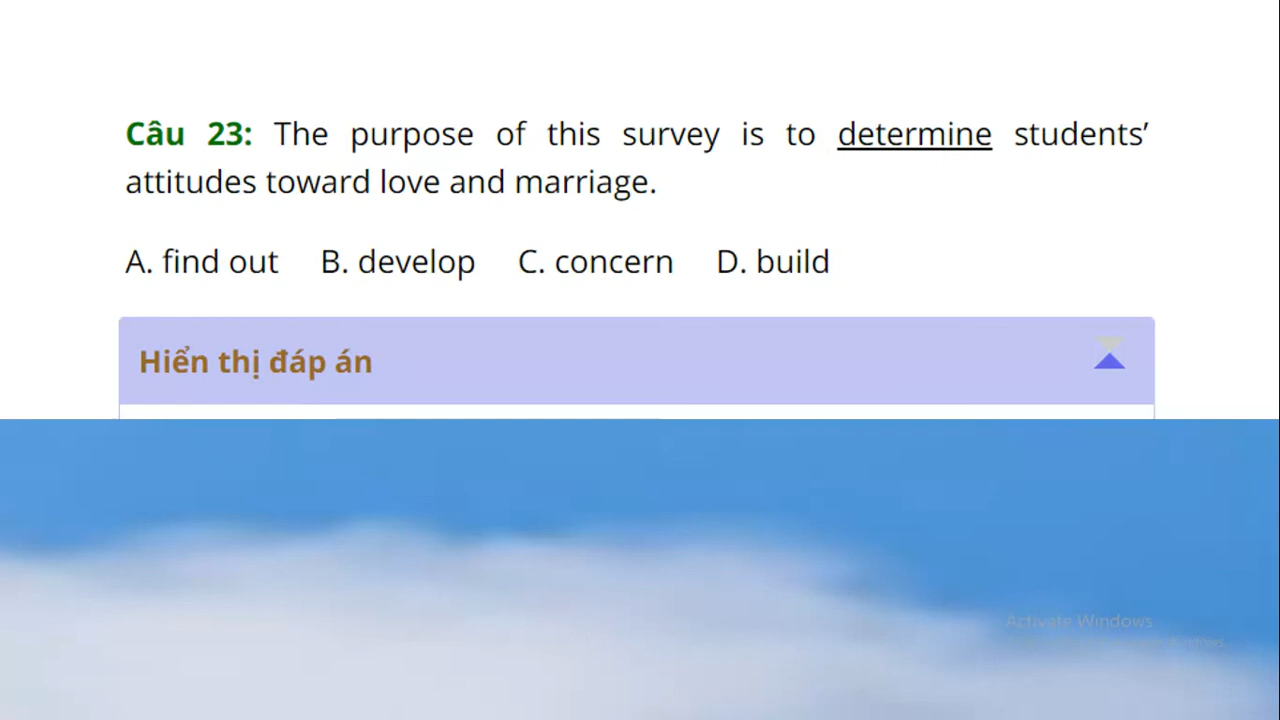 Câu 23: The purpose of this survey is to determine students’
attitudes toward love and marriage.
A. find out B. develop C. concern D. build
Hiển thị đáp án
Activate Windows